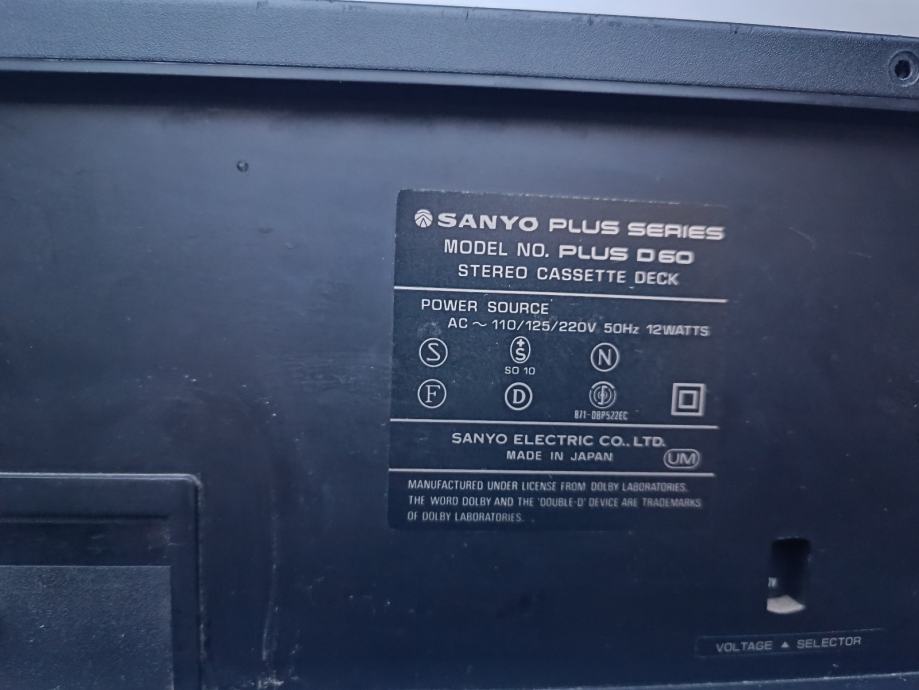 SANYO PLUS SERIES
MODEL NO. PLUS D60
STEREO CASSETTE DECK
POWER SOURCE
AC ~ 110/125/220V 50Hz 12WATTS
S S N
SO 10
F D
B71-DBP522EC
SANYO ELECTRIC CO., LTD.
MADE IN JAPAN UM
MANUFACTURED UNDER LICENSE FROM DOLBY LABORATORIES.
THE WORD DOLBY AND THE 'DOUBLE-D' DEVICE ARE TRADEMARKS
OF DOLBY LABORATORIES.
VOLTAGE ▲ SELECTOR